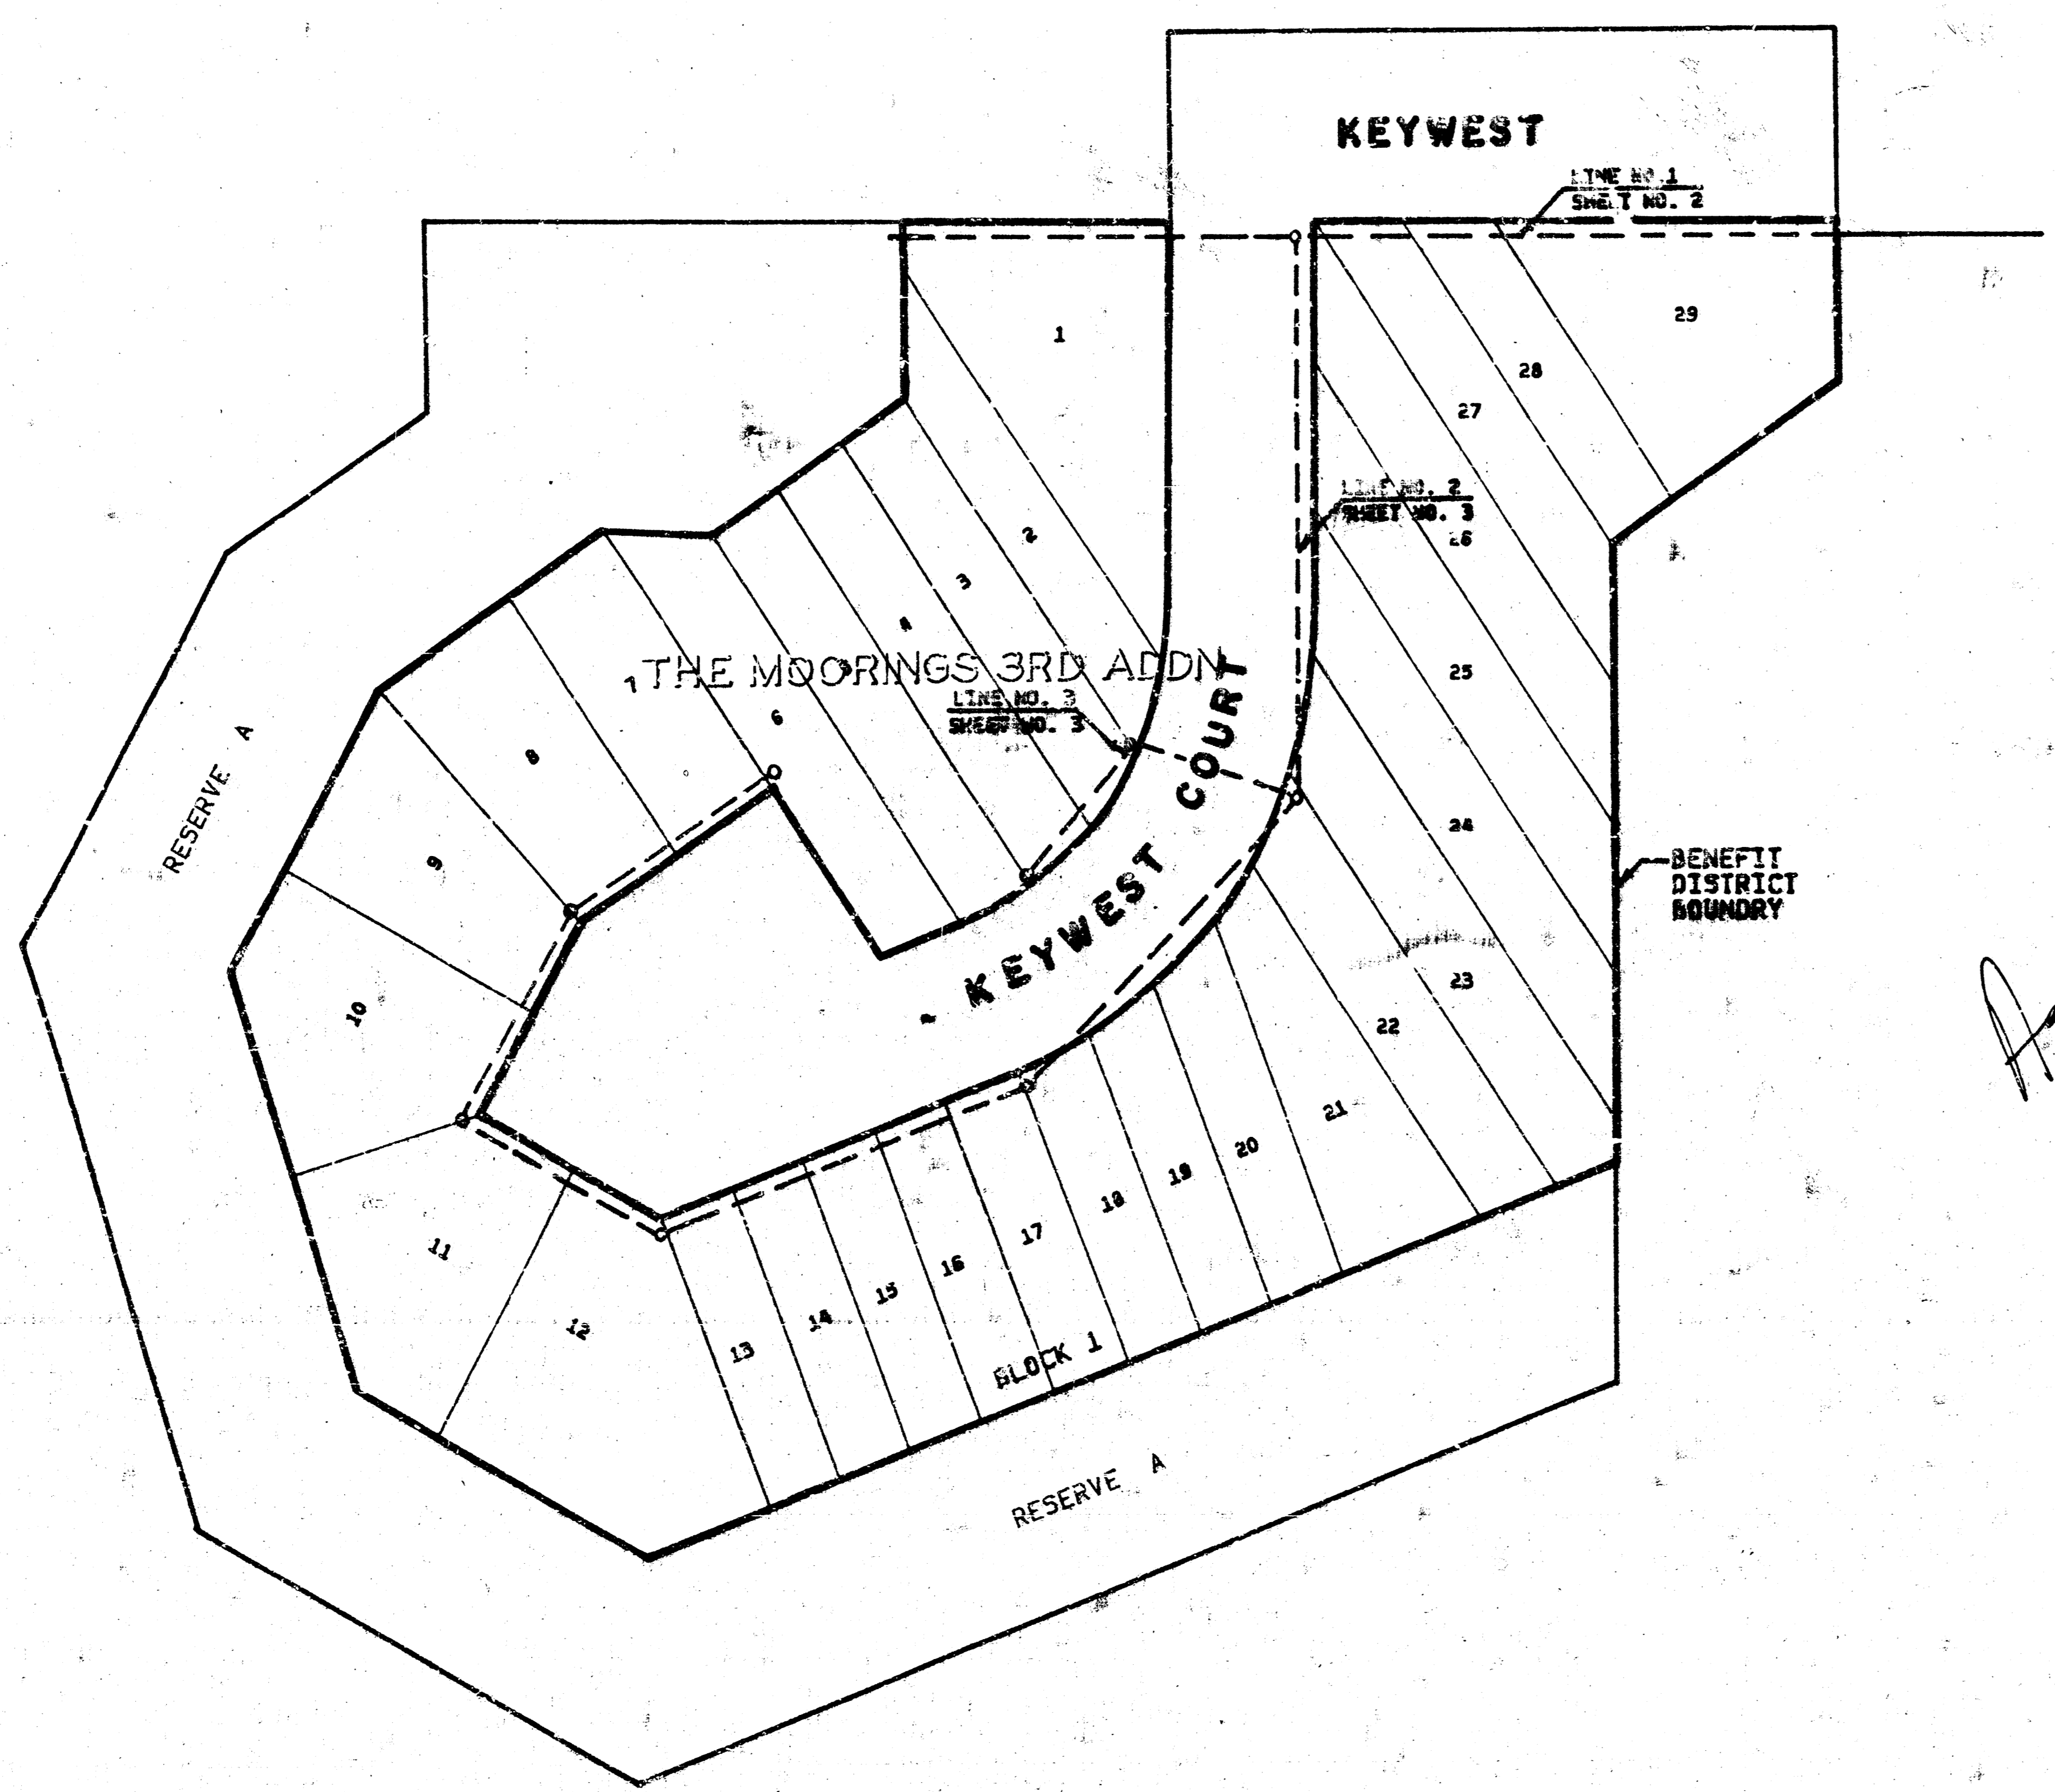 KEYWEST
LINE NO. 1
SHEET NO. 2
29
1
28
27
LINE NO. 2
SHEET NO. 3
26
2
3
4
5
25
THE MOORINGS 3RD ADDN
7
6
LINE NO. 3
SHEET NO. 3
8
RESERVE A
KEYWEST COURT
24
BENEFIT
DISTRICT
BOUNDRY
9
23
10
22
21
20
19
18
17
16
15
14
13
12
11
BLOCK 1
RESERVE A